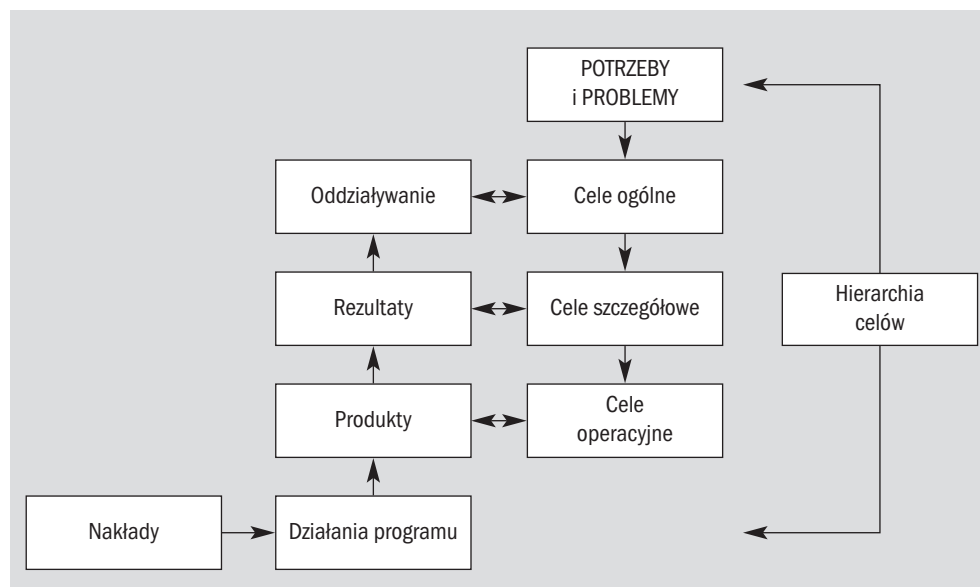 POTRZEBY
i PROBLEMY
Oddziaływanie
Cele ogólne
Rezultaty
Cele szczegółowe
Hierarchia
celów
Produkty
Cele
operacyjne
Nakłady
Działania programu